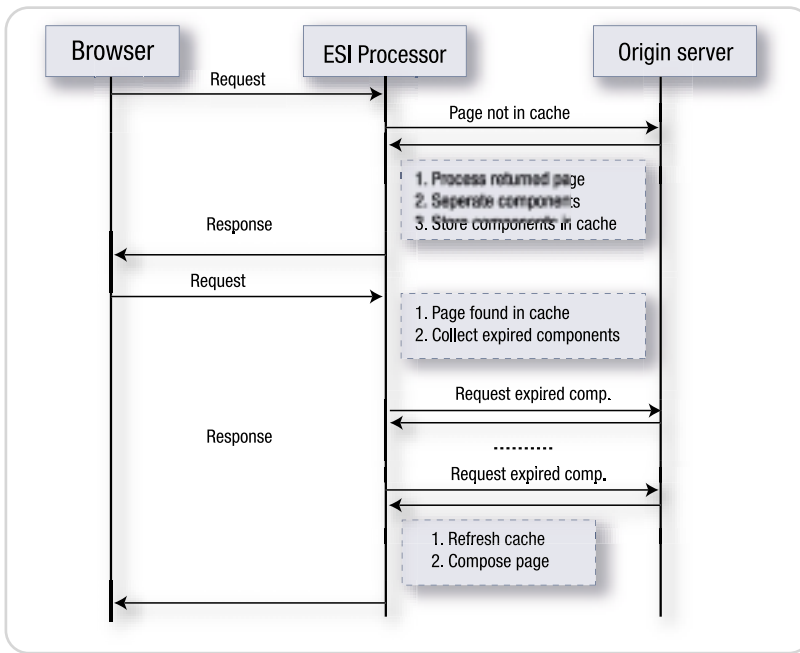 Browser
ESI Processor
Origin server
Request
Page not in cache
1. Process returned page
2. Seperate components
3. Store components in cache
Response
Request
1. Page found in cache
2. Collect expired components
Request expired comp.
Response
..........
Request expired comp.
1. Refresh cache
2. Compose page